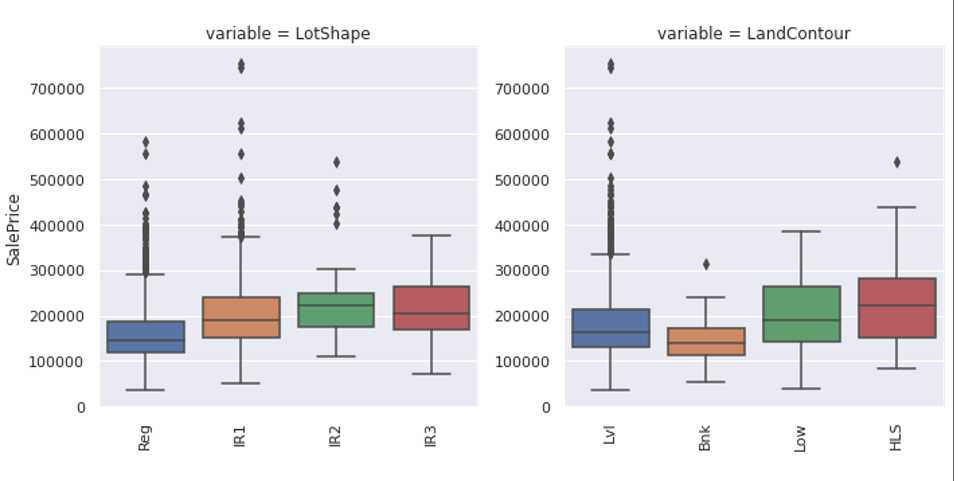 variable = LotShape
variable = LandContour
SalePrice
700000
600000
500000
400000
300000
200000
100000
0
Reg
IR1
IR2
IR3
700000
600000
500000
400000
300000
200000
100000
0
Lvl
Bnk
Low
HLS